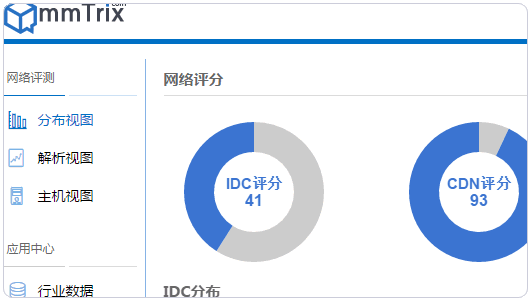 mmTrix.com
网络评测
分布视图
解析视图
主机视图
应用中心
行业数据
网络评分
IDC评分
41
CDN评分
93
IDC分布